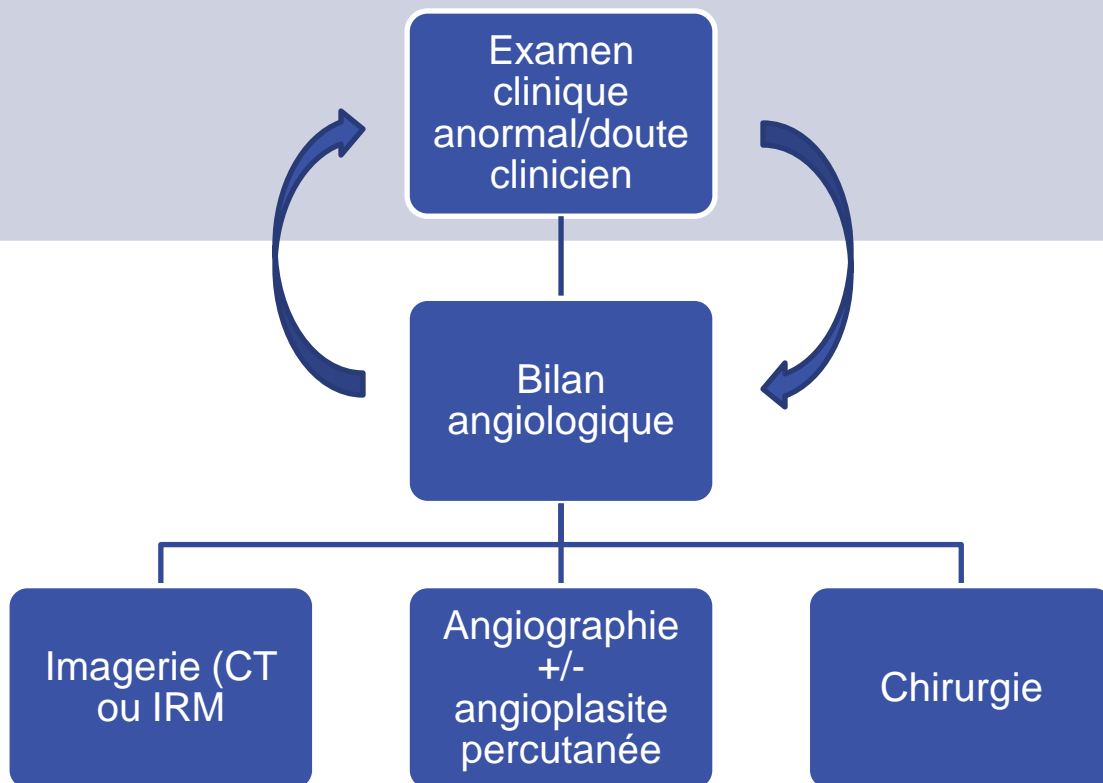 Examen
clinique
anormal/doute
clinicien
Bilan
angiologique
Imagerie (CT
ou IRM
Angiographie
+/-
angioplasite
percutanée
Chirurgie